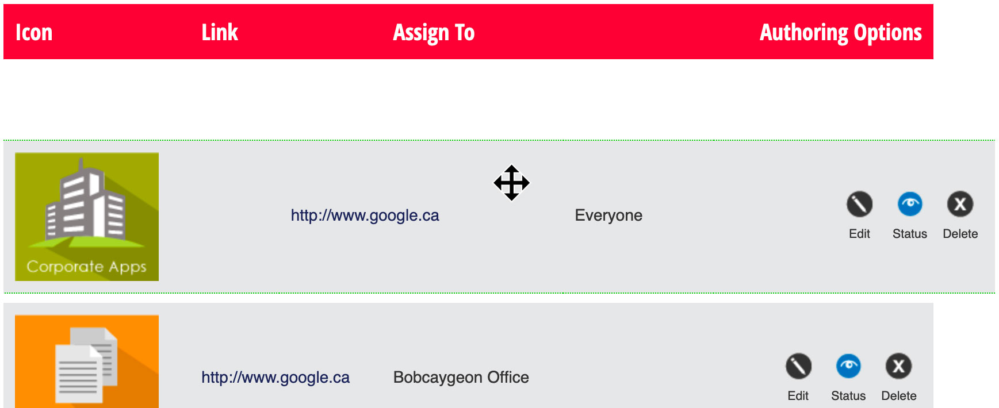 Icon Link Assign To Authoring Options
http://www.google.ca Everyone
Edit Status Delete
Corporate Apps
http://www.google.ca Bobcaygeon Office
Edit Status Delete